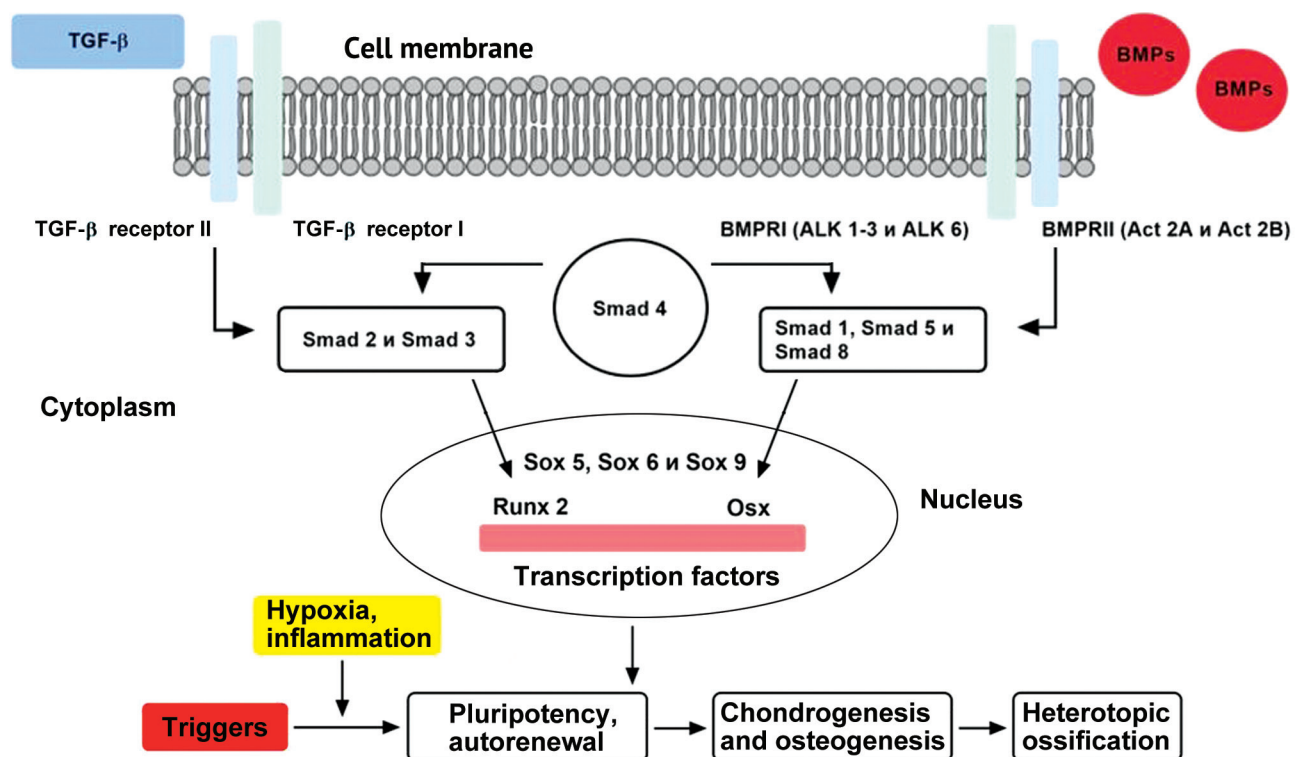 TGF-β
Cell membrane
BMPs
BMPs
TGF-β receptor II
TGF-β receptor I
BMPRI (ALK 1-3 и ALK 6)
BMPRII (Act 2A и Act 2B)
Smad 4
Smad 2 и Smad 3
Smad 1, Smad 5 и
Smad 8
Cytoplasm
Sox 5, Sox 6 и Sox 9
Runx 2
Osx
Nucleus
Transcription factors
Hypoxia,
inflammation
Triggers
Pluripotency,
autorenewal
Chondrogenesis
and osteogenesis
Heterotopic
ossification